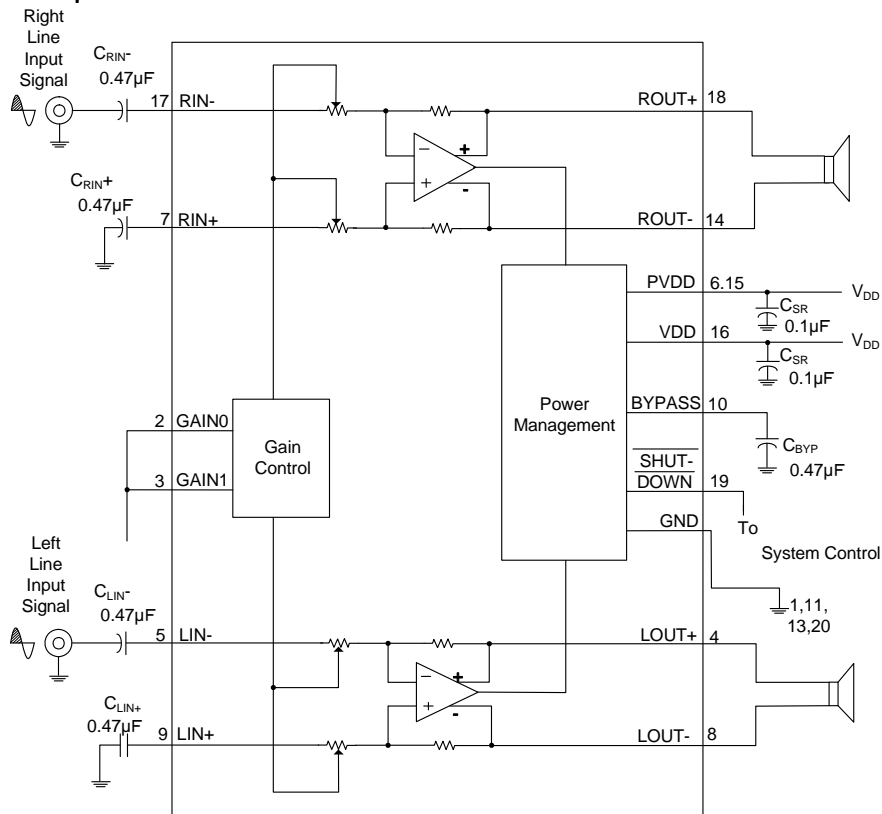 Right
Line
Input
Signal
CRIN-
0.47µF
17 RIN-
ROUT+ 18
CRIN+
0.47µF
7 RIN+
ROUT- 14
PVDD 6.15
VDD
CSR
0.1µF
VDD 16
VDD
CSR
0.1µF
BYPASS 10
CBYP
0.47µF
Power
Management
SHUT-
DOWN 19
To
System Control
GND
1,11,
13,20
2 GAIN0
3 GAIN1
Gain
Control
Left
Line
Input
Signal
CLIN-
0.47µF
5 LIN-
LOUT+ 4
CLIN+
0.47µF
9 LIN+
LOUT- 8
- + + -
- + + -